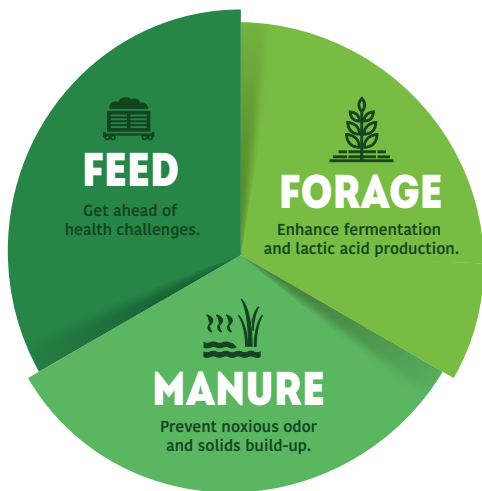 FEED
Get ahead of
health challenges.
FORAGE
Enhance fermentation
and lactic acid production.
MANURE
Prevent noxious odor
and solids build-up.